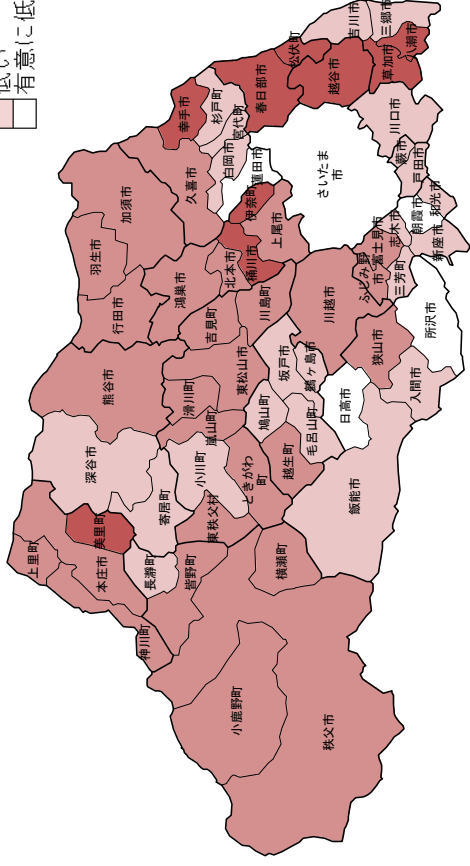 低い
有意に低
吉川市
三郷市
松伏町
八潮市
越谷市
草加市
春日部市
杉戸町
幸手市
宮代町
川口市
白岡市
蓮田市
蕨市
戸田市
久喜市
さいたま
市
伊奈町
加須市
上尾市
和光市
朝霞市
志木市
新座市
富士見市
羽生市
北本市
桶川市
ふじみ野
市
三芳町
鴻巣市
川島町
川越市
行田市
吉見町
所沢市
狭山市
東松山市
坂戸市
鶴ヶ島市
入間市
熊谷市
滑川町
鳩山町
日高市
嵐山町
毛呂山町
深谷市
小川町
ときがわ
町
越生町
飯能市
寄居町
東秩父村
美里町
上里町
本庄市
長瀞町
皆野町
横瀬町
神川町
小鹿野町
秩父市